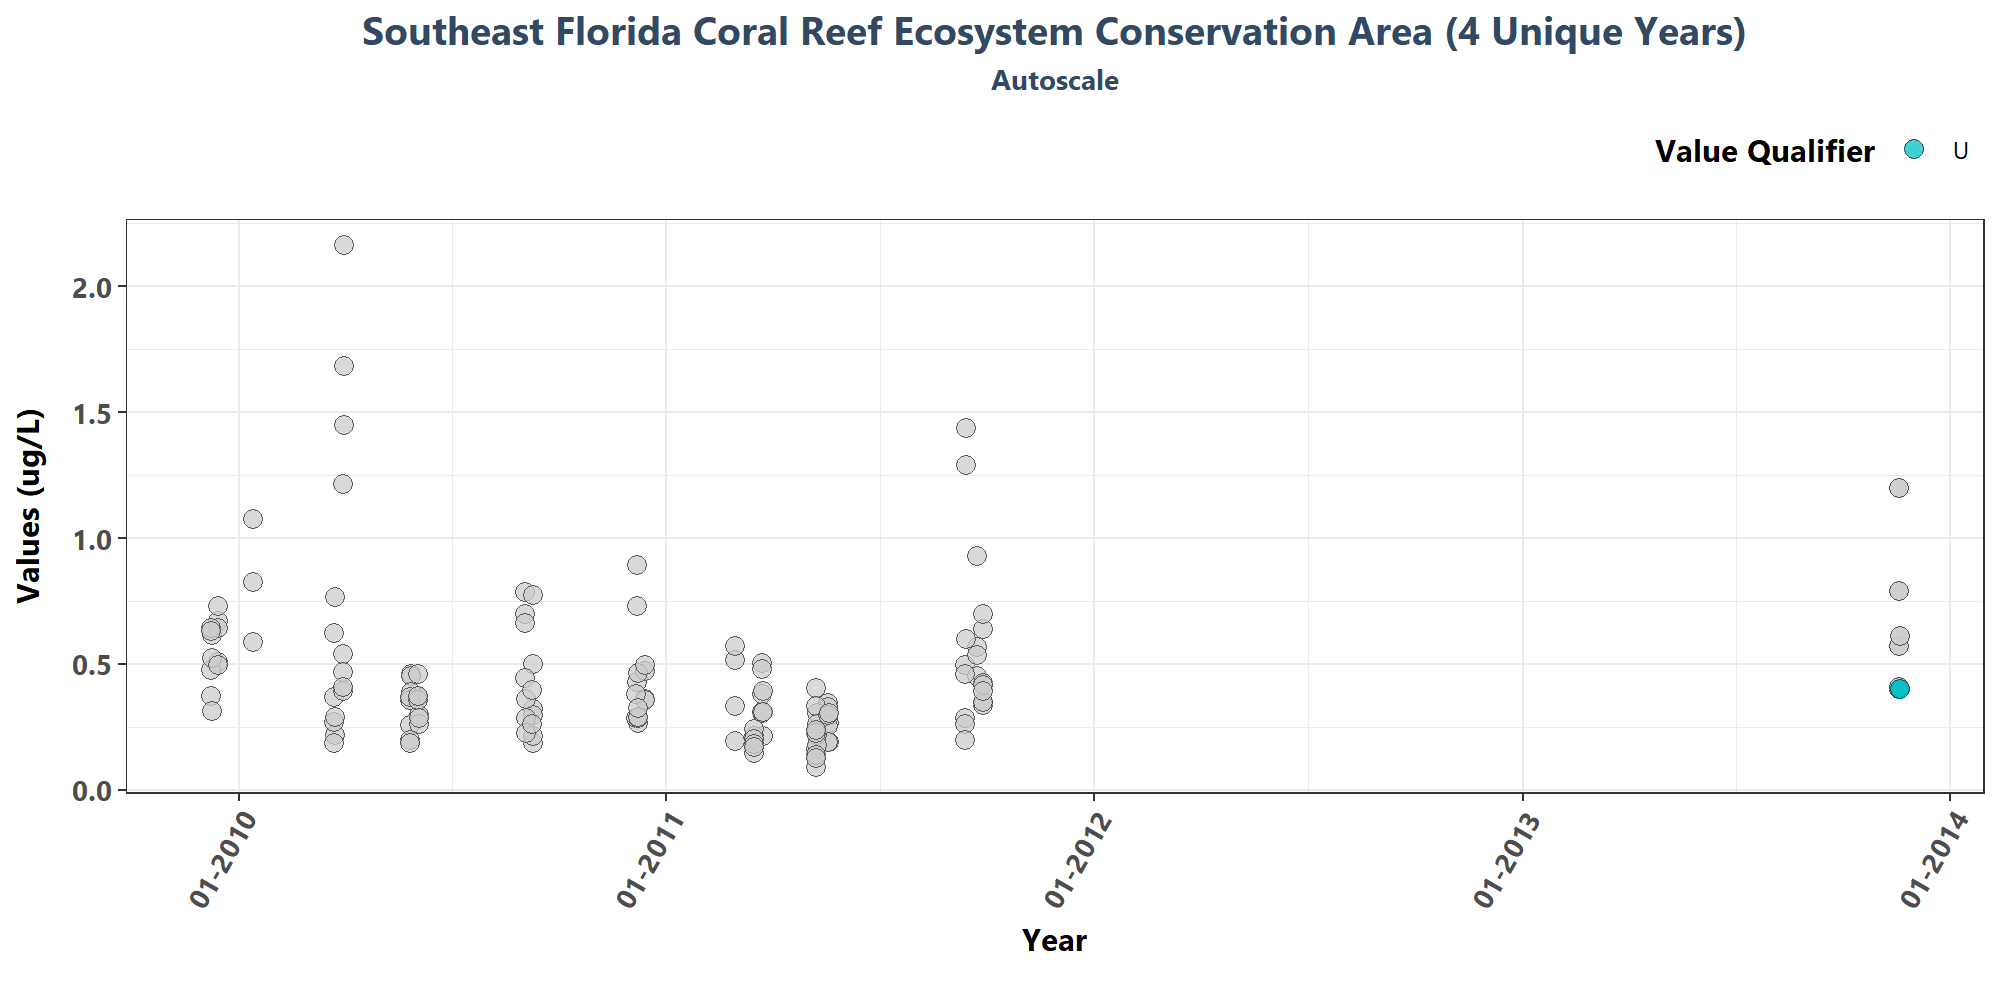 Southeast Florida Coral Reef Ecosystem Conservation Area (4 Unique Years)
Autoscale
Value Qualifier U
Values (ug/L)
2.0
1.5
1.0
0.5
0.0
01-2010 01-2011 01-2012 01-2013 01-2014
Year